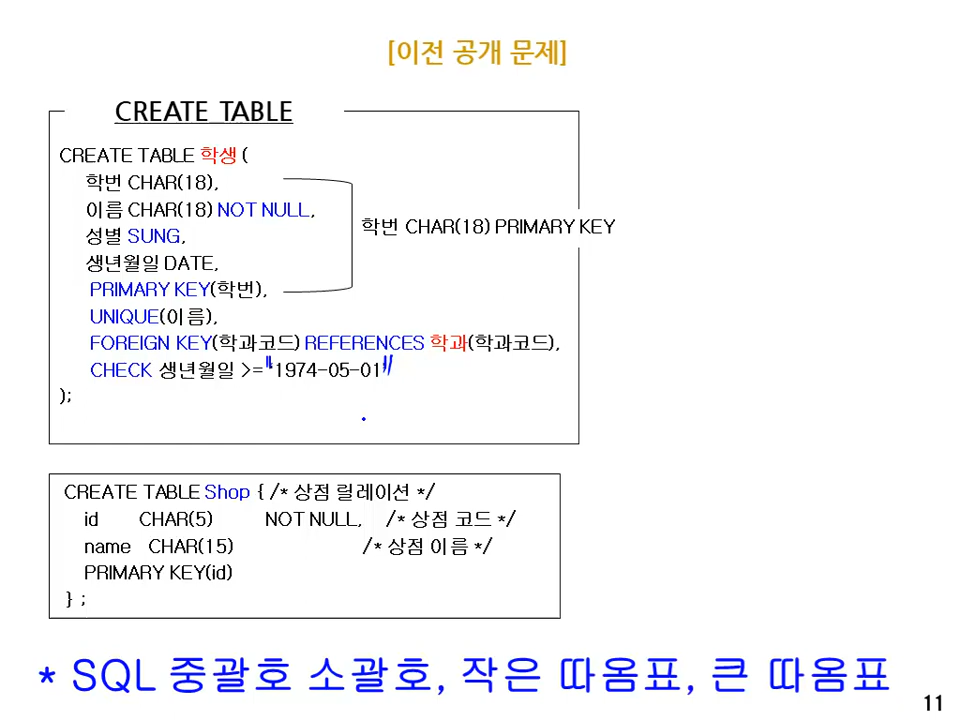 [이전 공개 문제]
CREATE TABLE
CREATE TABLE 학생 (
학번 CHAR(18),
이름 CHAR(18) NOT NULL,
성별 SUNG,
생년월일 DATE,
PRIMARY KEY(학번),
학번 CHAR(18) PRIMARY KEY
UNIQUE(이름),
FOREIGN KEY(학과코드) REFERENCES 학과(학과코드),
CHECK 생년월일 >="1974-05-01"
);
CREATE TABLE Shop { /* 상점 릴레이션 */
id CHAR(5) NOT NULL, /* 상점 코드 */
name CHAR(15) /* 상점 이름 */
PRIMARY KEY(id)
} ;
* SQL 중괄호 소괄호, 작은 따옴표, 큰 따옴표
11